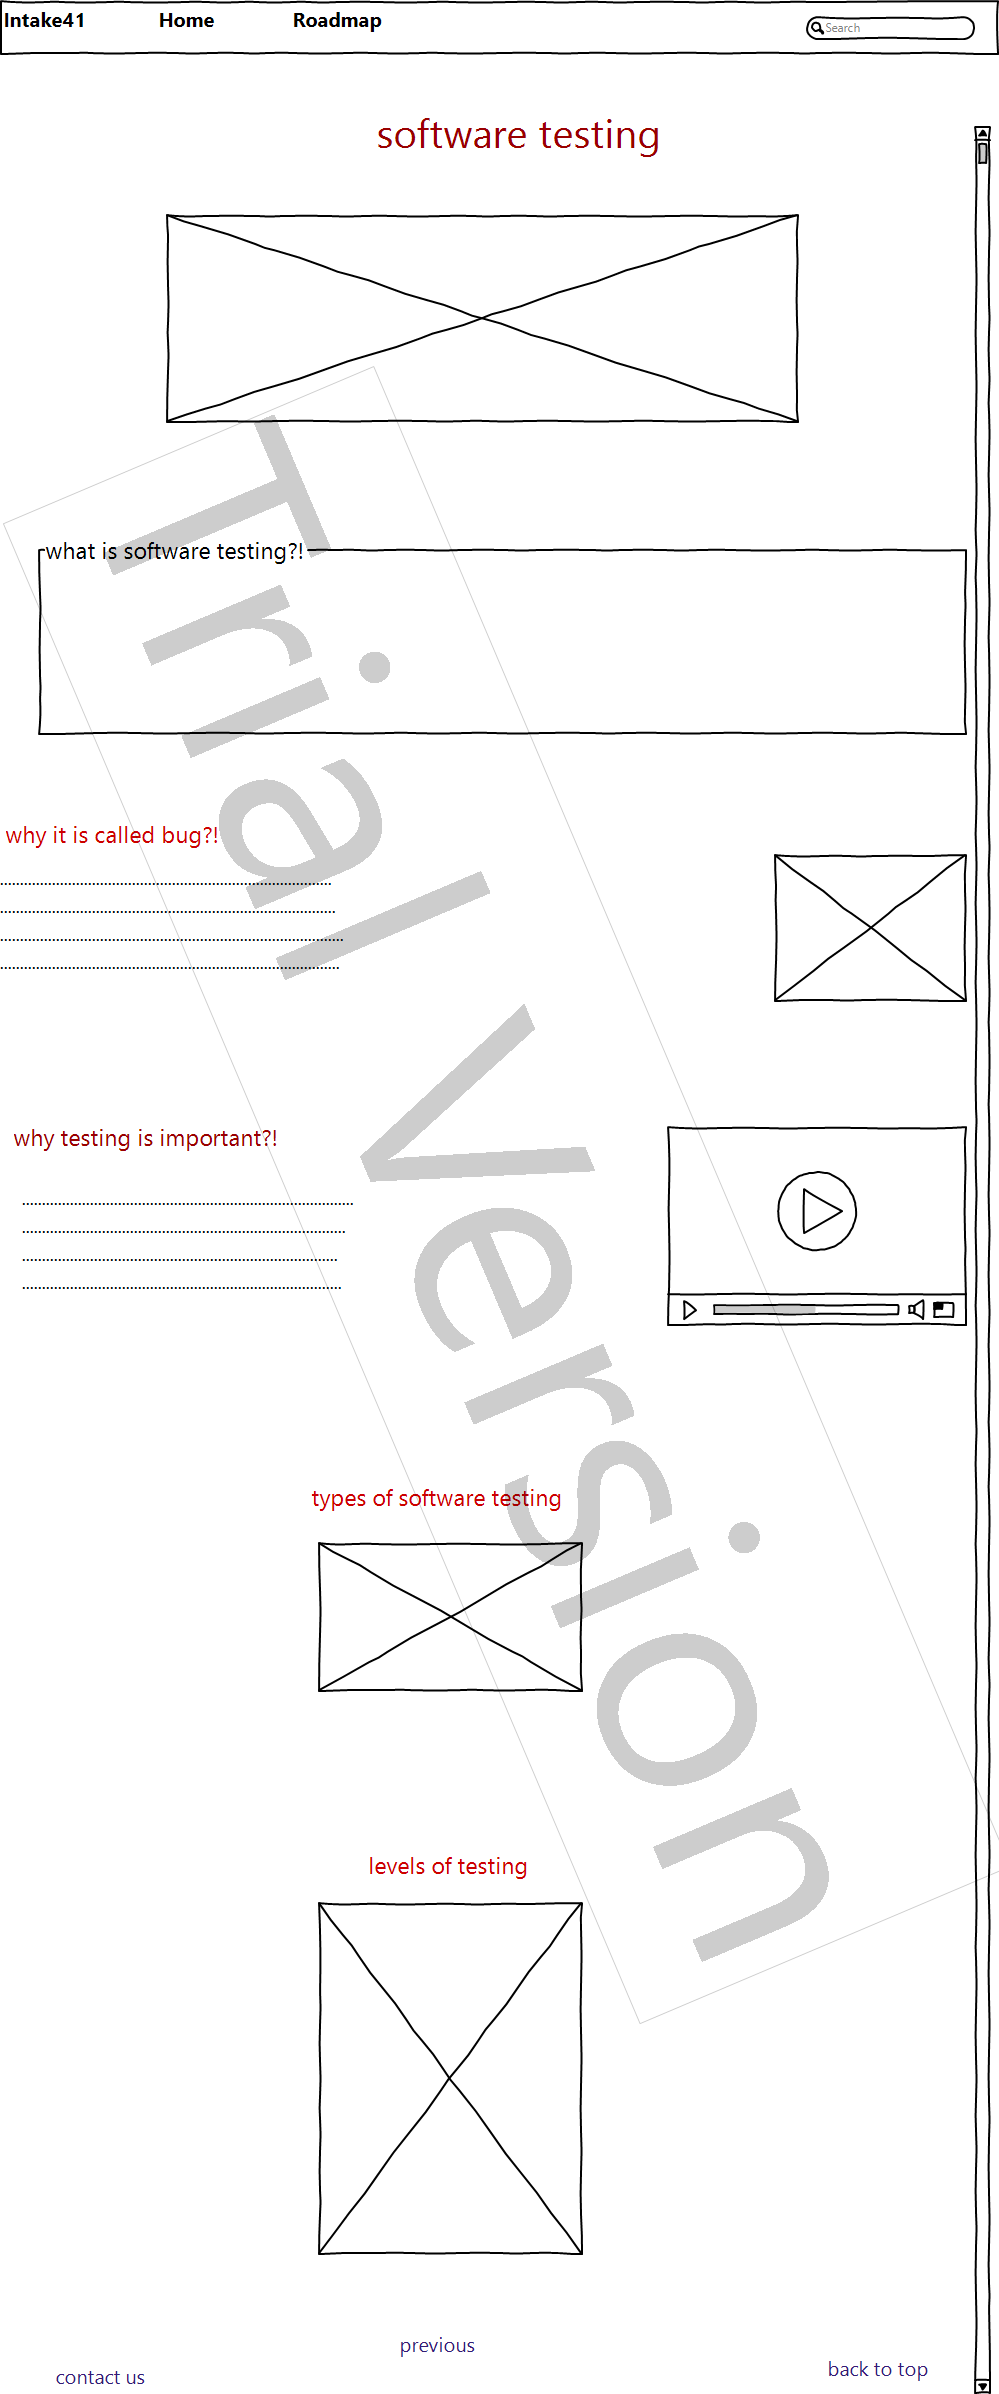 Intake41 Home Roadmap Search
software testing
what is software testing?!
why it is called bug?!
...................................................................................
....................................................................................
......................................................................................
.....................................................................................
why testing is important?!
...................................................................................
.................................................................................
...............................................................................
................................................................................
types of software testing
levels of testing
previous
contact us
back to top
Trial Version